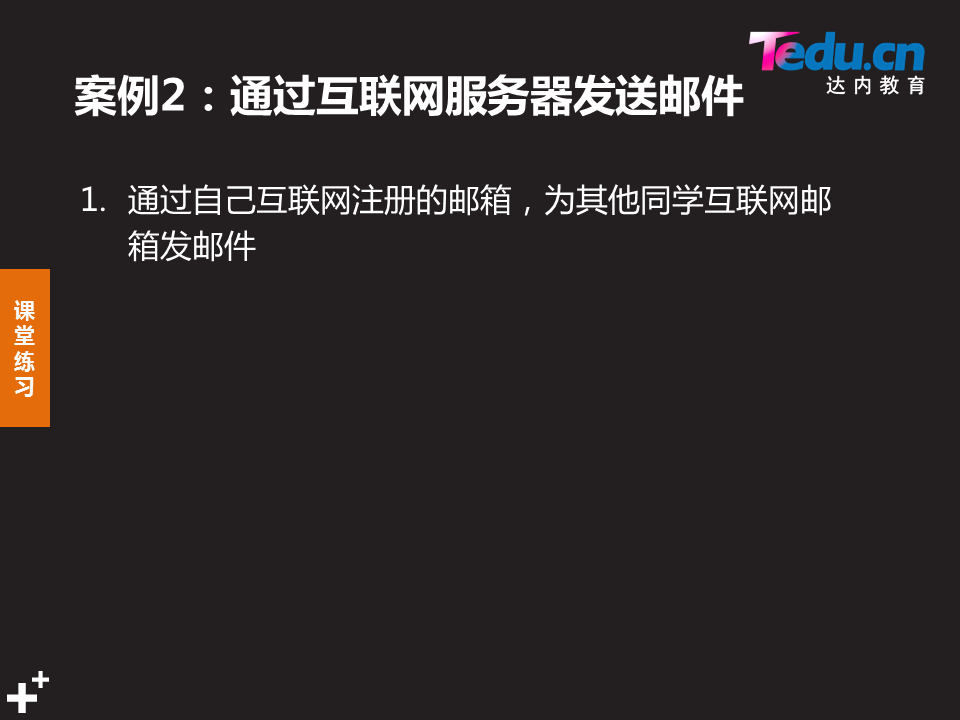 Tedu.cn
达内教育
案例2：通过互联网服务器发送邮件
1. 通过自己互联网注册的邮箱，为其他同学互联网邮
箱发邮件
课
堂
练
习